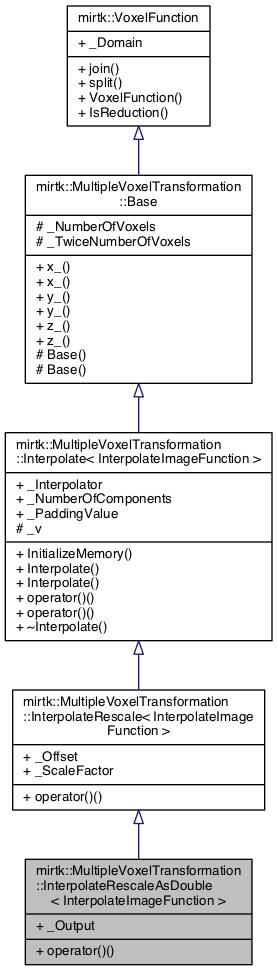 mirtk::VoxelFunction
+ _Domain
+ join()
+ split()
+ VoxelFunction()
+ IsReduction()
mirtk::MultipleVoxelTransformation
::Base
# _NumberOfVoxels
# _TwiceNumberOfVoxels
+ x_()
+ x_()
+ y_()
+ y_()
+ z_()
+ z_()
# Base()
# Base()
mirtk::MultipleVoxelTransformation
::Interpolate< InterpolateImageFunction >
+ _Interpolator
+ _NumberOfComponents
+ _PaddingValue
# _v
+ InitializeMemory()
+ Interpolate()
+ Interpolate()
+ operator()()
+ operator()()
+ ~Interpolate()
mirtk::MultipleVoxelTransformation
::InterpolateRescale< InterpolateImage
Function >
+ _Offset
+ _ScaleFactor
+ operator()()
mirtk::MultipleVoxelTransformation
::InterpolateRescaleAsDouble
< InterpolateImageFunction >
+ _Output
+ operator()()